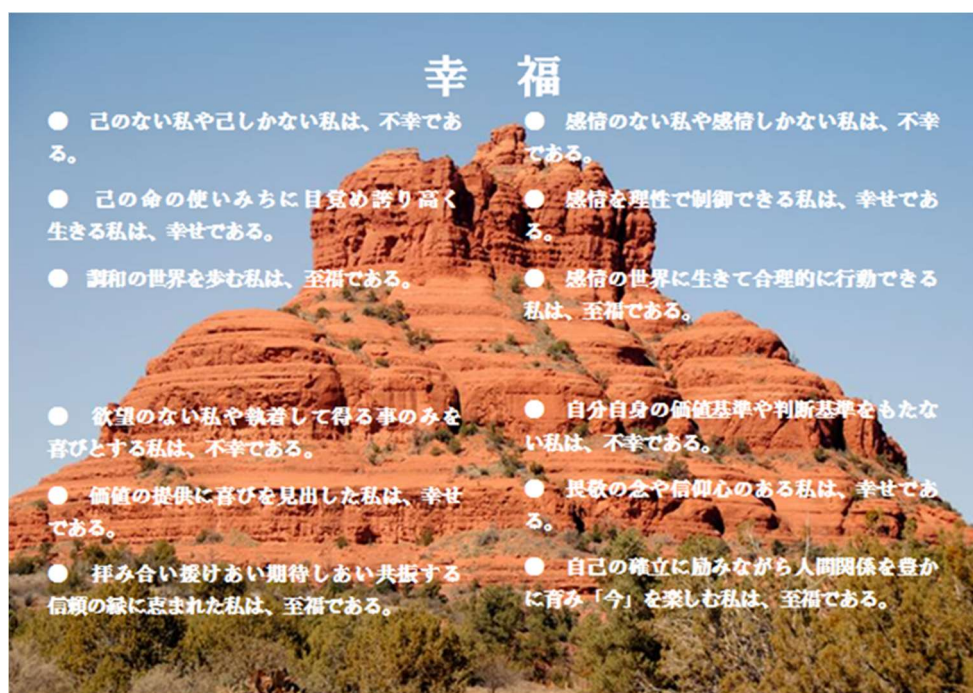 幸　福
●　己のない私や己しかない私は、不幸であ
る。
●　己の命の使いみちに目覚め誇り高く
生きる私は、幸せである。
●　調和の世界を歩む私は、至福である。
●　欲望のない私や執着して得る事のみを
喜びとする私は、不幸である。
●　価値の提供に喜びを見出した私は、幸せ
である。
●　拝み合い援けあい期待しあい共振する
信頼の縁に恵まれた私は、至福である。
●　感情のない私や感情しかない私は、不幸
である。
●　感情を理性で制御できる私は、幸せであ
る。
●　感情の世界に生きて合理的に行動できる
私は、至福である。
●　自分自身の価値基準や判断基準をもたな
い私は、不幸である。
●　畏敬の念や信仰心のある私は、幸せであ
る。
●　自己の確立に励みながら人間関係を豊か
に育み「今」を楽しむ私は、至福である。